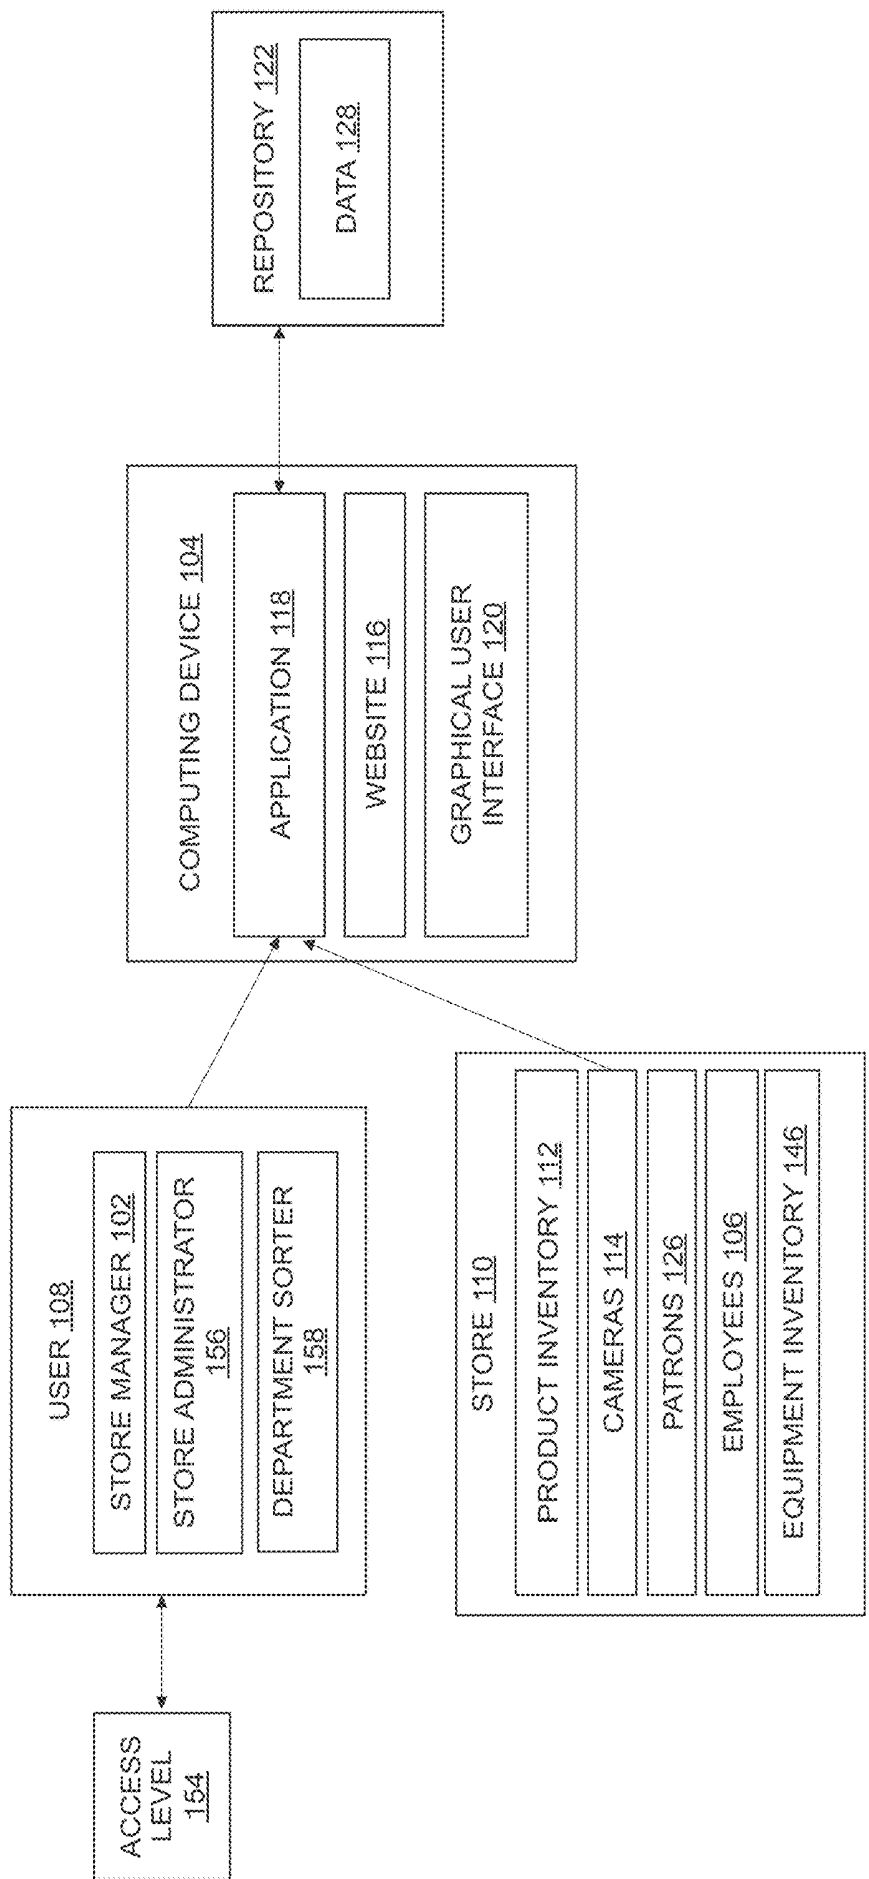 ACCESS
LEVEL
154
USER 108
STORE MANAGER 102
STORE ADMINISTRATOR
156
DEPARTMENT SORTER
158
STORE 110
PRODUCT INVENTORY 112
CAMERAS 114
PATRONS 126
EMPLOYEES 106
EQUIPMENT INVENTORY 146
COMPUTING DEVICE 104
APPLICATION 118
WEBSITE 116
GRAPHICAL USER
INTERFACE 120
REPOSITORY 122
DATA 128